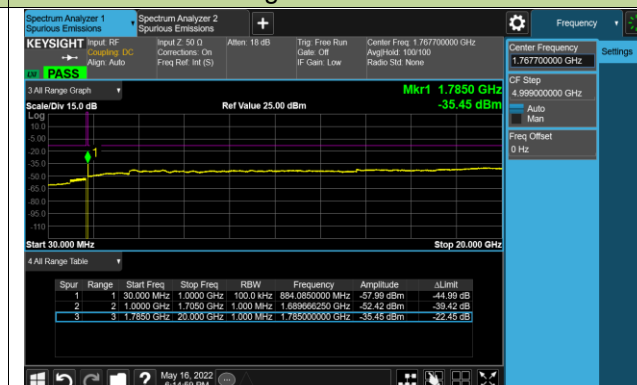 Spectrum Analyzer 1
Spurious Emissions
Spectrum Analyzer 2
Spurious Emissions
+
Frequency
KEYSIGHT
Input: RF
Coupling: DC
Align: Auto
Input Z: 50 Ω
Corrections: On
Freq Ref: Int (S)
Atten: 18 dB
Trig: Free Run
Gate: Off
IF Gain: Low
Center Freq: 1.767700000 GHz
Avg|Hold: 100/100
Radio Std: None
LM PASS
Center Frequency
1.767700000 GHz
Settings
CF Step
4.999000000 GHz
Auto
Man
Freq Offset
0 Hz
3 All Range Graph
Mkr1 1.7850 GHz
Scale/Div 15.0 dB
Ref Value 25.00 dBm
-35.45 dBm
Log
10.0
-5.00
-20.0
-35.0
-50.0
-65.0
-80.0
-95.0
-110
1
Start 30.000 MHz
Stop 20.000 GHz
4 All Range Table
Spur Range Start Freq Stop Freq RBW Frequency Amplitude ΔLimit
1 1 30.000 MHz 1.0000 GHz 100.0 kHz 884.0850000 MHz -57.99 dBm -44.99 dB
2 2 1.0000 GHz 1.7050 GHz 1.000 MHz 1.689666250 GHz -52.42 dBm -39.42 dB
3 3 1.7850 GHz 20.000 GHz 1.000 MHz 1.785000000 GHz -35.45 dBm -22.45 dB
?
May 16, 2022